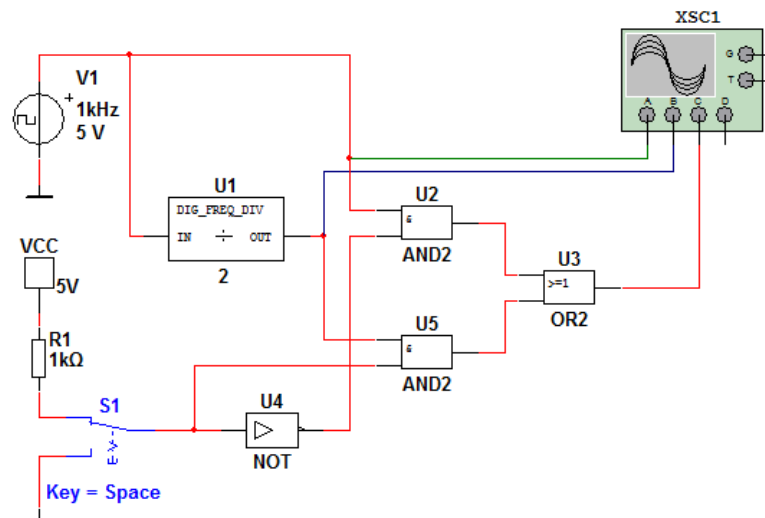 XSC1
G
T
A B C D
V1
+
1kHz
5 V
U1
DIG_FREQ_DIV
IN ÷ OUT
2
U2
&
AND2
U3
>=1
OR2
U5
&
AND2
VCC
5V
R1
1kΩ
S1
Key = Space
U4
NOT